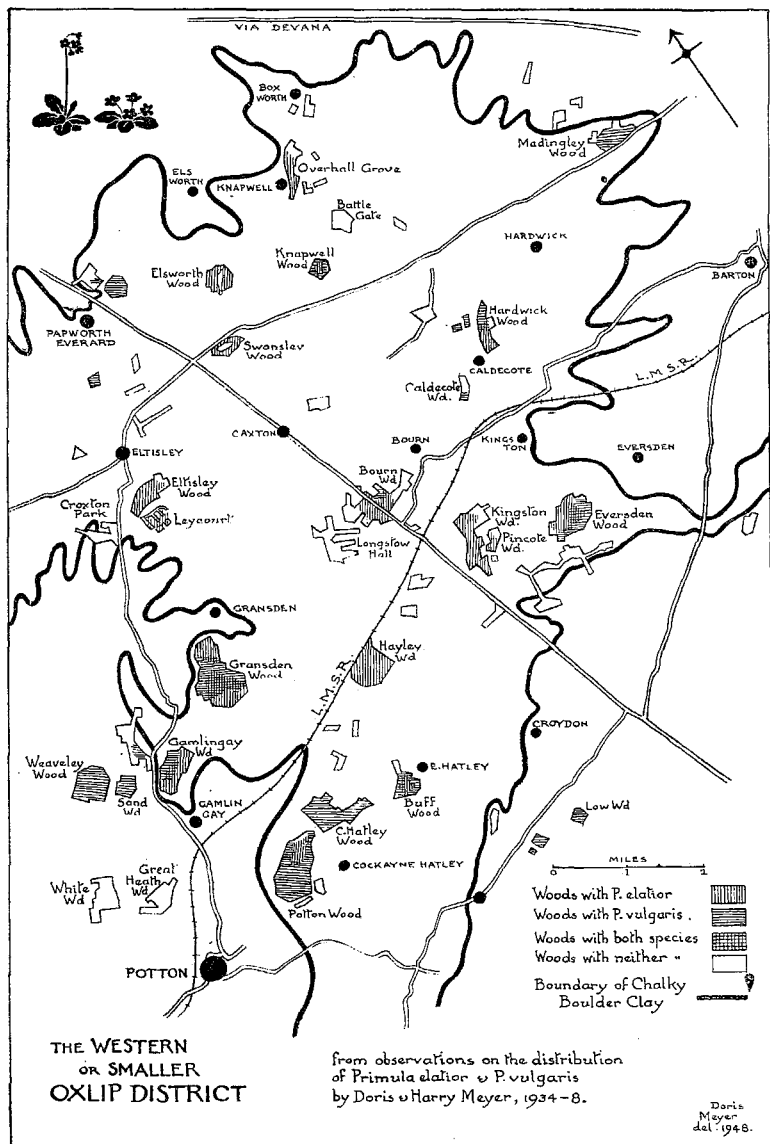 VIA DEVANA
BOX
WORTH
Madingley
Wood
Overhall Grove
ELS
WORTH
KNAPWELL
Battle
Gate
HARDWICK
Elsworth
Wood
Knapwell
Wood
BARTON
PAPWORTH
EVERARD
Hardwick
Wood
Swansley
Wood
CALDECOTE
L.M.S.R.
Caldecote
Wd.
CAXTON
BOURN
KINGS
TON
EVERSDEN
ELTISLEY
Bourn
Wd
Eltisley
Wood
Croxton
Park
Leycourt
Kingston
Wd.
Eversden
Wood
Pincote
Wd.
Longstow
Hall
GRANSDEN
Gransden
Wood
Hayley
Wd
L.M.S.R.
CROYDON
Gamlingay
Wd
Weaveley
Wood
Sand
Wd
E.HATLEY
Buff
Wood
Low Wd
GAMLIN
GAY
C.Hatley
Wood
COCKAYNE HATLEY
Great
Heath
Wd
White
Wd
Potton Wood
POTTON
MILES
0 1 2
Woods with P. elatior
Woods with P. vulgaris .
Woods with both species
Woods with neither "
Boundary of Chalky
Boulder Clay
THE WESTERN
OR SMALLER
OXLIP DISTRICT
from observations on the distribution
of Primula elatior & P. vulgaris
by Doris & Harry Meyer, 1934-8.
Doris
Meyer
del. 1948.